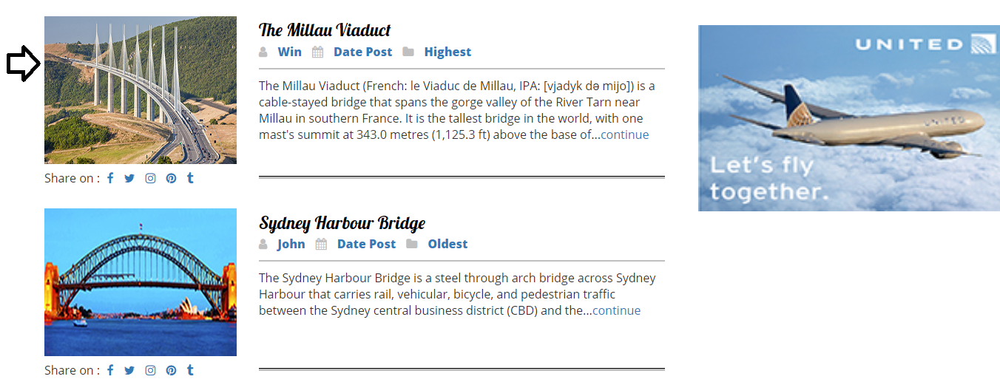 The Millau Viaduct
Win Date Post Highest
The Millau Viaduct (French: le Viaduc de Millau, IPA: [vjadyk də mijo]) is a
cable-stayed bridge that spans the gorge valley of the River Tarn near
Millau in southern France. It is the tallest bridge in the world, with one
mast's summit at 343.0 metres (1,125.3 ft) above the base of...continue
Share on :
Sydney Harbour Bridge
John Date Post Oldest
The Sydney Harbour Bridge is a steel through arch bridge across Sydney
Harbour that carries rail, vehicular, bicycle, and pedestrian traffic
between the Sydney central business district (CBD) and the...continue
Share on :
UNITED
UNITED
Let's fly
together.